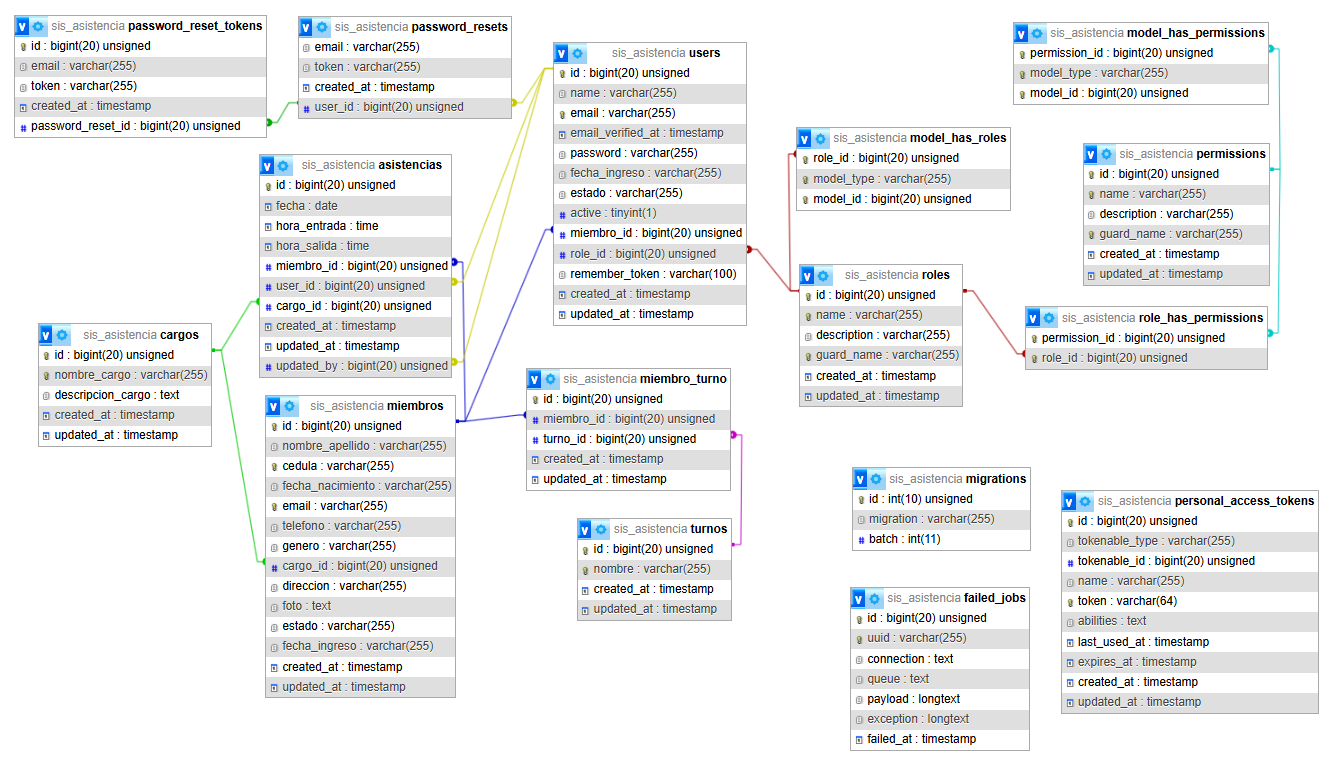 sis_asistencia password_reset_tokens
id : bigint(20) unsigned
email : varchar(255)
token : varchar(255)
created_at : timestamp
password_reset_id : bigint(20) unsigned
sis_asistencia password_resets
email : varchar(255)
token : varchar(255)
created_at : timestamp
user_id : bigint(20) unsigned
sis_asistencia users
id : bigint(20) unsigned
name : varchar(255)
email : varchar(255)
email_verified_at : timestamp
password : varchar(255)
fecha_ingreso : varchar(255)
estado : varchar(255)
active : tinyint(1)
miembro_id : bigint(20) unsigned
role_id : bigint(20) unsigned
remember_token : varchar(100)
created_at : timestamp
updated_at : timestamp
sis_asistencia model_has_permissions
permission_id : bigint(20) unsigned
model_type : varchar(255)
model_id : bigint(20) unsigned
sis_asistencia model_has_roles
role_id : bigint(20) unsigned
model_type : varchar(255)
model_id : bigint(20) unsigned
sis_asistencia permissions
id : bigint(20) unsigned
name : varchar(255)
description : varchar(255)
guard_name : varchar(255)
created_at : timestamp
updated_at : timestamp
sis_asistencia asistencias
id : bigint(20) unsigned
fecha : date
hora_entrada : time
hora_salida : time
miembro_id : bigint(20) unsigned
user_id : bigint(20) unsigned
cargo_id : bigint(20) unsigned
created_at : timestamp
updated_at : timestamp
updated_by : bigint(20) unsigned
sis_asistencia roles
id : bigint(20) unsigned
name : varchar(255)
description : varchar(255)
guard_name : varchar(255)
created_at : timestamp
updated_at : timestamp
sis_asistencia role_has_permissions
permission_id : bigint(20) unsigned
role_id : bigint(20) unsigned
sis_asistencia cargos
id : bigint(20) unsigned
nombre_cargo : varchar(255)
descripcion_cargo : text
created_at : timestamp
updated_at : timestamp
sis_asistencia miembros
id : bigint(20) unsigned
nombre_apellido : varchar(255)
cedula : varchar(255)
fecha_nacimiento : varchar(255)
email : varchar(255)
telefono : varchar(255)
genero : varchar(255)
cargo_id : bigint(20) unsigned
direccion : varchar(255)
foto : text
estado : varchar(255)
fecha_ingreso : varchar(255)
created_at : timestamp
updated_at : timestamp
sis_asistencia miembro_turno
id : bigint(20) unsigned
miembro_id : bigint(20) unsigned
turno_id : bigint(20) unsigned
created_at : timestamp
updated_at : timestamp
sis_asistencia turnos
id : bigint(20) unsigned
nombre : varchar(255)
created_at : timestamp
updated_at : timestamp
sis_asistencia migrations
id : int(10) unsigned
migration : varchar(255)
batch : int(11)
sis_asistencia personal_access_tokens
id : bigint(20) unsigned
tokenable_type : varchar(255)
tokenable_id : bigint(20) unsigned
name : varchar(255)
token : varchar(64)
abilities : text
last_used_at : timestamp
expires_at : timestamp
created_at : timestamp
updated_at : timestamp
sis_asistencia failed_jobs
id : bigint(20) unsigned
uuid : varchar(255)
connection : text
queue : text
payload : longtext
exception : longtext
failed_at : timestamp